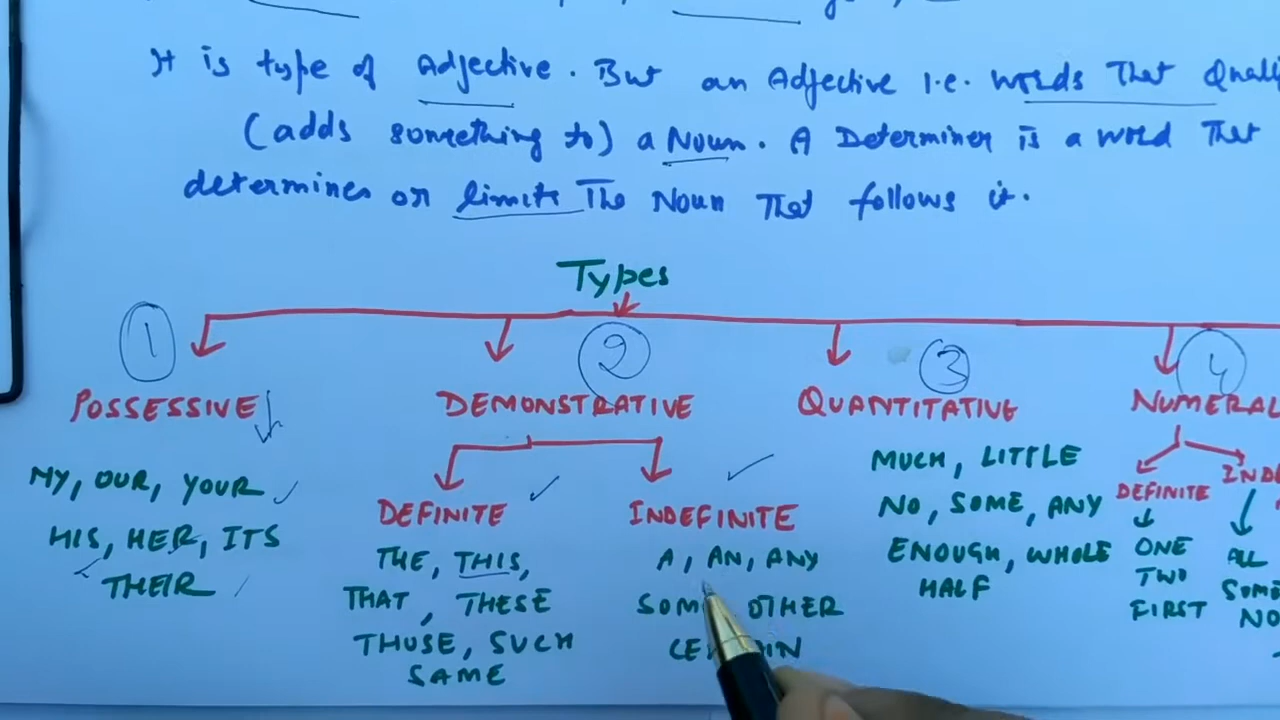 It is type of Adjective. But an Adjective i.e. words That
(adds something to) a Noun. A Determiner is a word That
determines or limits The Noun That follows it.
Types
1 2 3 4
POSSESSIVE DEMONSTRATIVE QUANTITATIVE NUMERAL
MY, OUR, YOUR
HIS, HER, ITS
THEIR
DEFINITE INDEFINITE
THE, THIS,
THAT, THESE
THOSE, SUCH
SAME
A, AN, ANY
OTHER
MUCH, LITTLE
NO, SOME, ANY
ENOUGH, WHOLE
HALF
DEFINITE
ONE
TWO
FIRST
ALL
NO